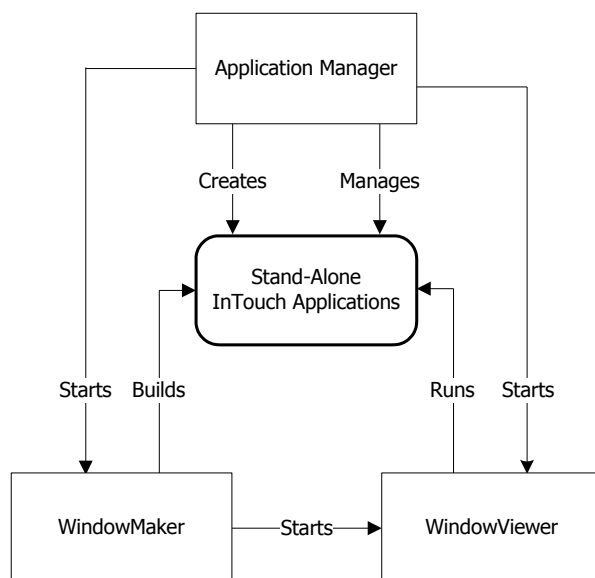 Application Manager
Creates
Manages
Stand-Alone
InTouch Applications
Starts
Builds
Runs
Starts
WindowMaker
Starts
WindowViewer